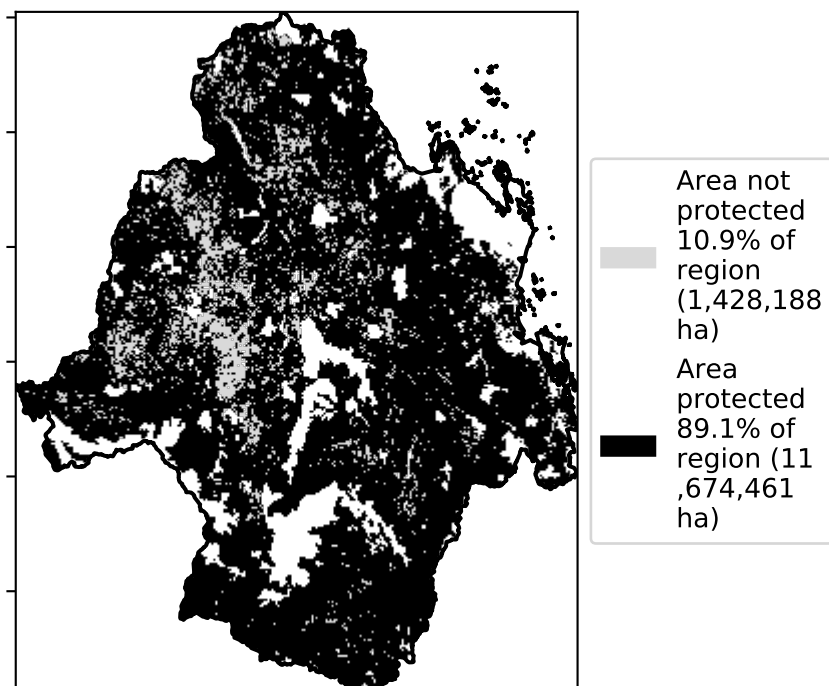 Area not
protected
10.9% of
region
(1,428,188
ha)
Area
protected
89.1% of
region (11
,674,461
ha)